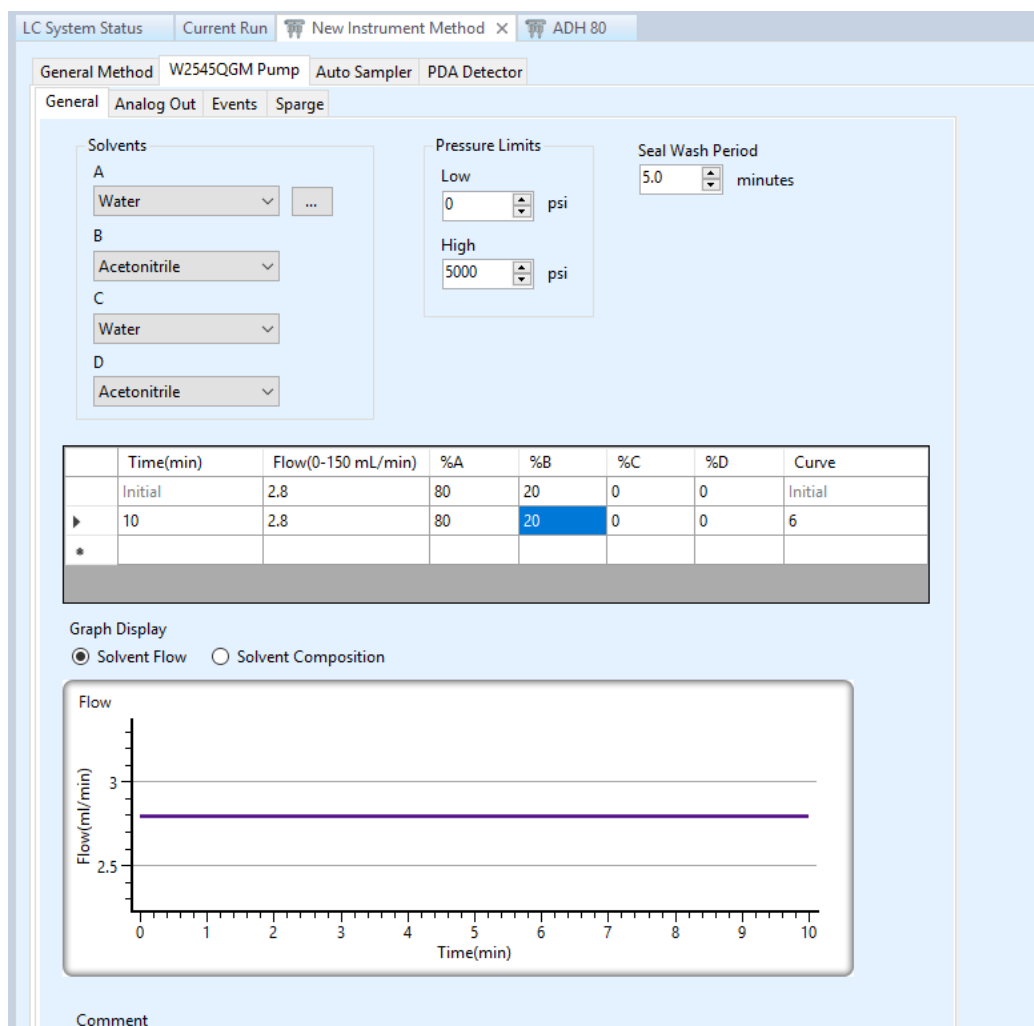 LC System Status Current Run New Instrument Method ADH 80
General Method W2545QGM Pump Auto Sampler PDA Detector
General Analog Out Events Sparge
Solvents
A
Water ...
B
Acetonitrile
C
Water
D
Acetonitrile
Pressure Limits
Low
0 psi
High
5000 psi
Seal Wash Period
5.0 minutes
Time(min) Flow(0-150 mL/min) %A %B %C %D Curve
Initial 2.8 80 20 0 0 Initial
10 2.8 80 20 0 0 6
Graph Display
Solvent Flow Solvent Composition
Flow
Flow(ml/min)
3
2.5
0 1 2 3 4 5 6 7 8 9 10
Time(min)
Comment